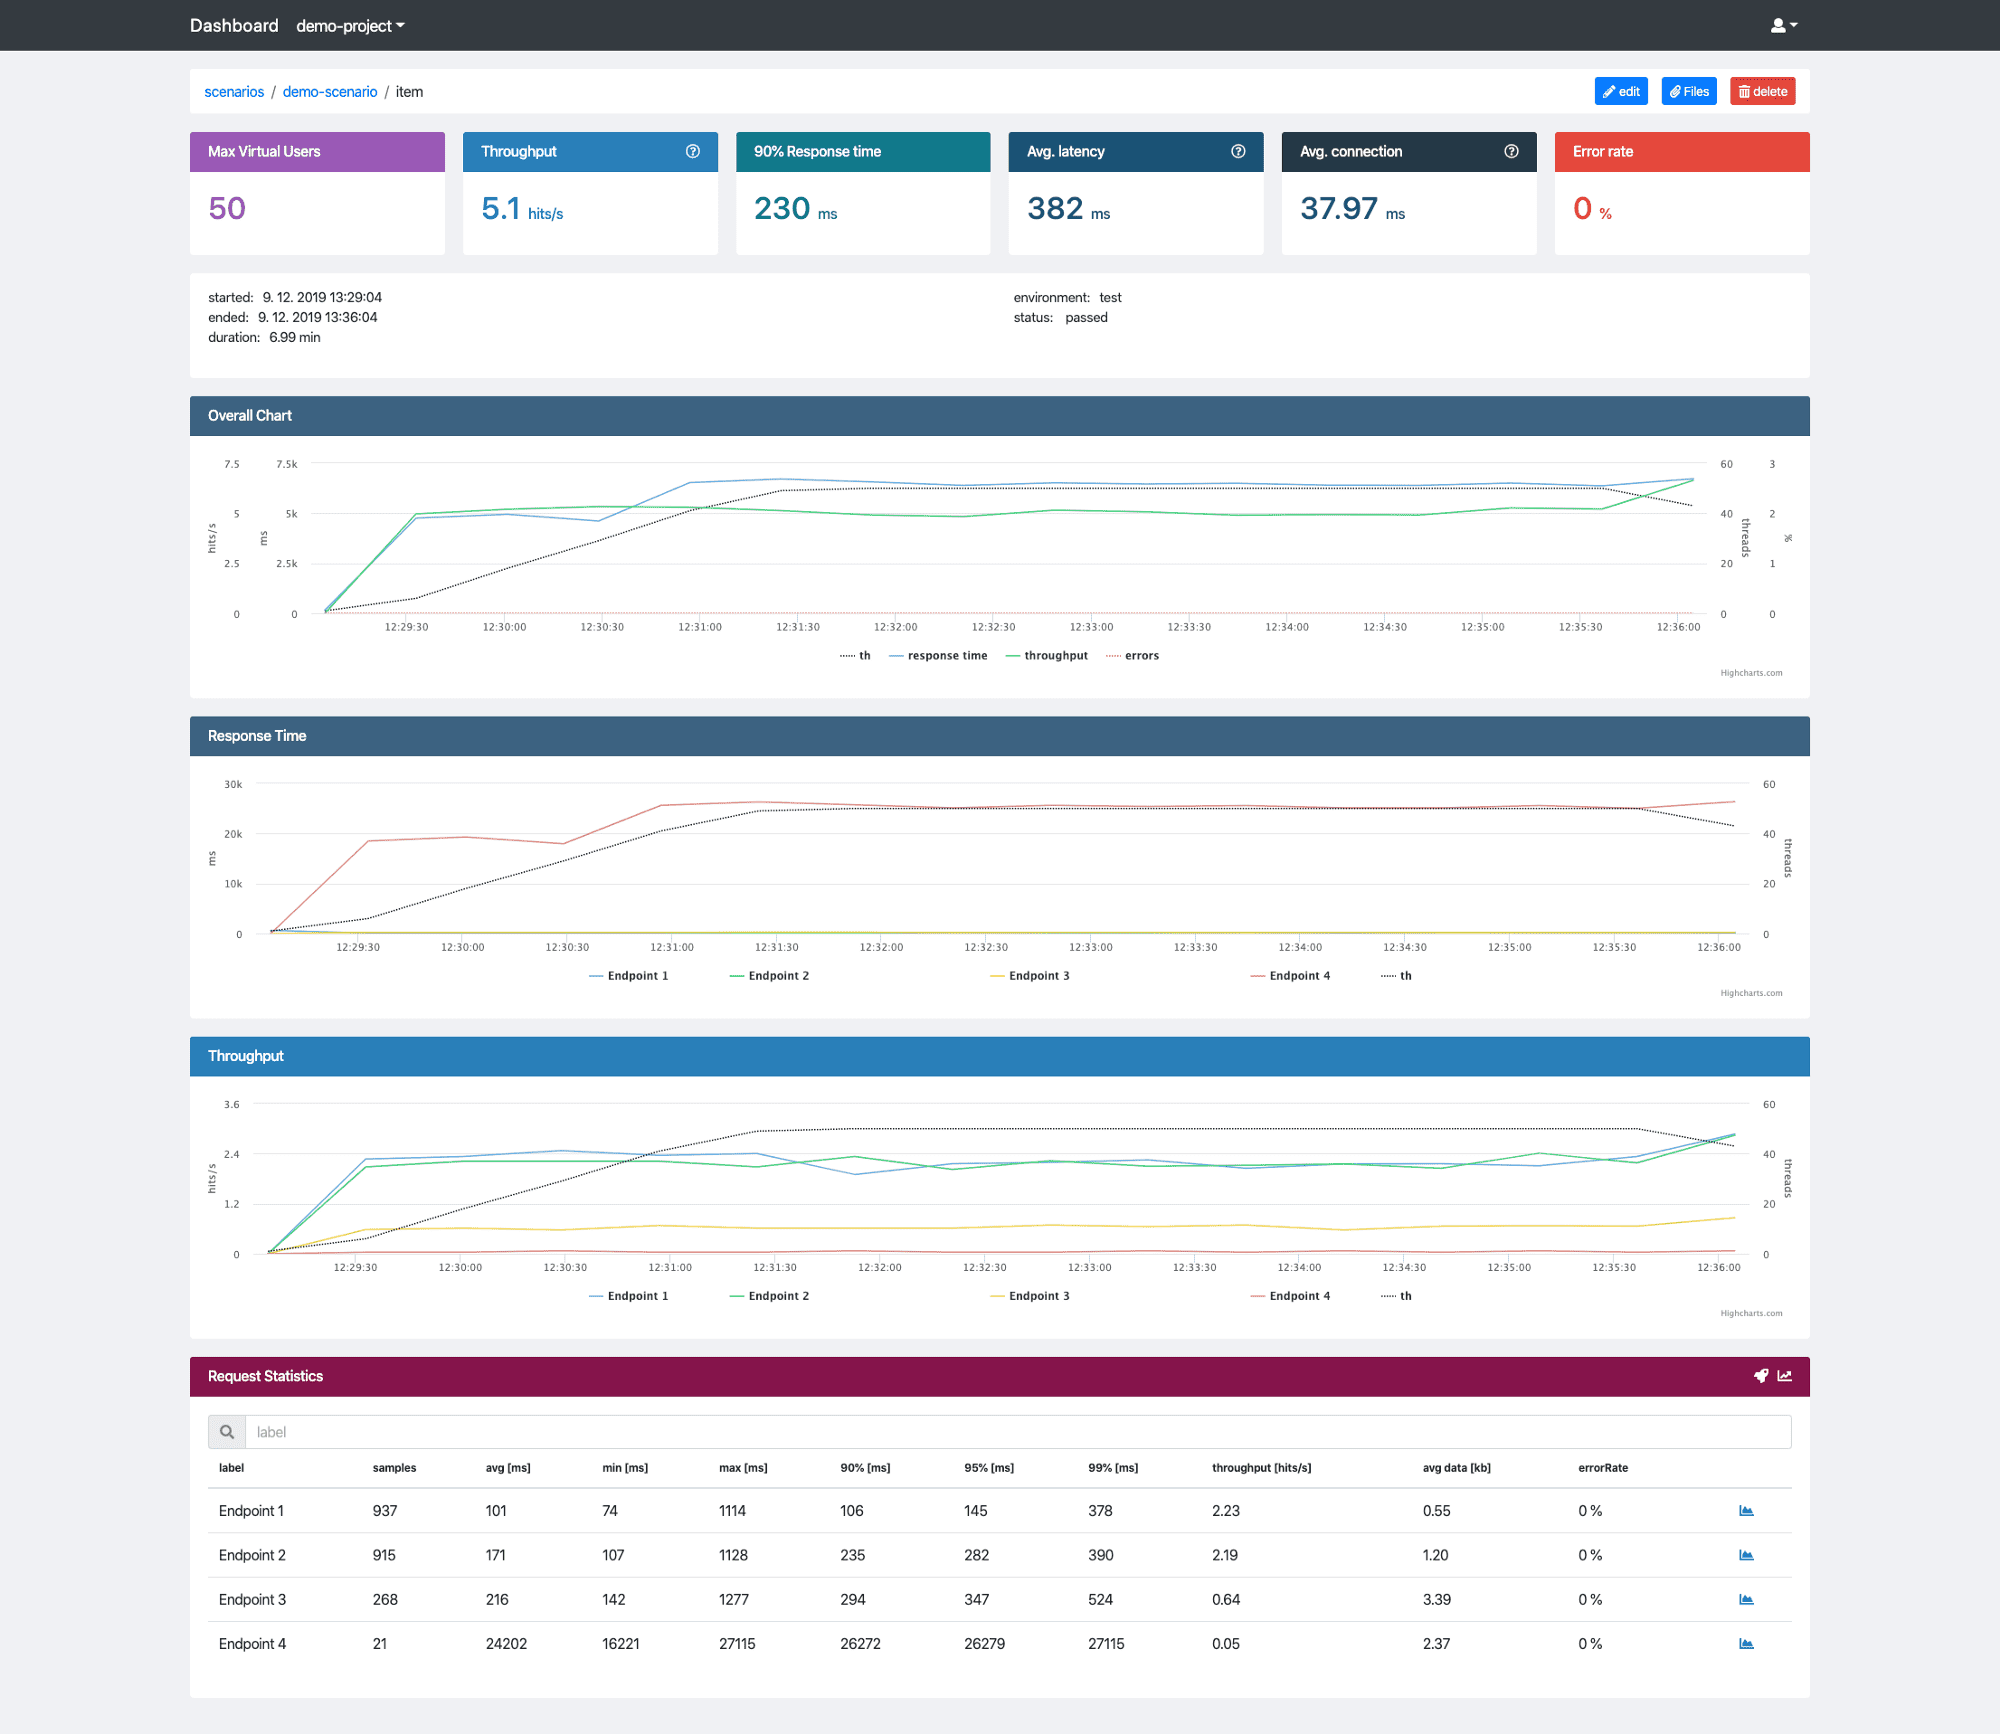 Dashboard demo-project
scenarios / demo-scenario / item
edit Files delete
Max Virtual Users
50
Throughput
5.1 hits/s
90% Response time
230 ms
Avg. latency
382 ms
Avg. connection
37.97 ms
Error rate
0 %
started: 9. 12. 2019 13:29:04
ended: 9. 12. 2019 13:36:04
duration: 6.99 min
environment: test
status: passed
Overall Chart
7.5 7.5k 60 3
5 5k 40 2
2.5 2.5k 20 1
0 0 0 0
hits/s ms threads %
12:29:30 12:30:00 12:30:30 12:31:00 12:31:30 12:32:00 12:32:30 12:33:00 12:33:30 12:34:00 12:34:30 12:35:00 12:35:30 12:36:00
th response time throughput errors
Highcharts.com
Response Time
30k 60
20k 40
10k 20
0 0
ms threads
12:29:30 12:30:00 12:30:30 12:31:00 12:31:30 12:32:00 12:32:30 12:33:00 12:33:30 12:34:00 12:34:30 12:35:00 12:35:30 12:36:00
Endpoint 1 Endpoint 2 Endpoint 3 Endpoint 4 th
Highcharts.com
Throughput
3.6 60
2.4 40
1.2 20
0 0
hits/s threads
12:29:30 12:30:00 12:30:30 12:31:00 12:31:30 12:32:00 12:32:30 12:33:00 12:33:30 12:34:00 12:34:30 12:35:00 12:35:30 12:36:00
Endpoint 1 Endpoint 2 Endpoint 3 Endpoint 4 th
Highcharts.com
Request Statistics
label
label samples avg [ms] min [ms] max [ms] 90% [ms] 95% [ms] 99% [ms] throughput [hits/s] avg data [kb] errorRate
Endpoint 1 937 101 74 1114 106 145 378 2.23 0.55 0 %
Endpoint 2 915 171 107 1128 235 282 390 2.19 1.20 0 %
Endpoint 3 268 216 142 1277 294 347 524 0.64 3.39 0 %
Endpoint 4 21 24202 16221 27115 26272 26279 27115 0.05 2.37 0 %